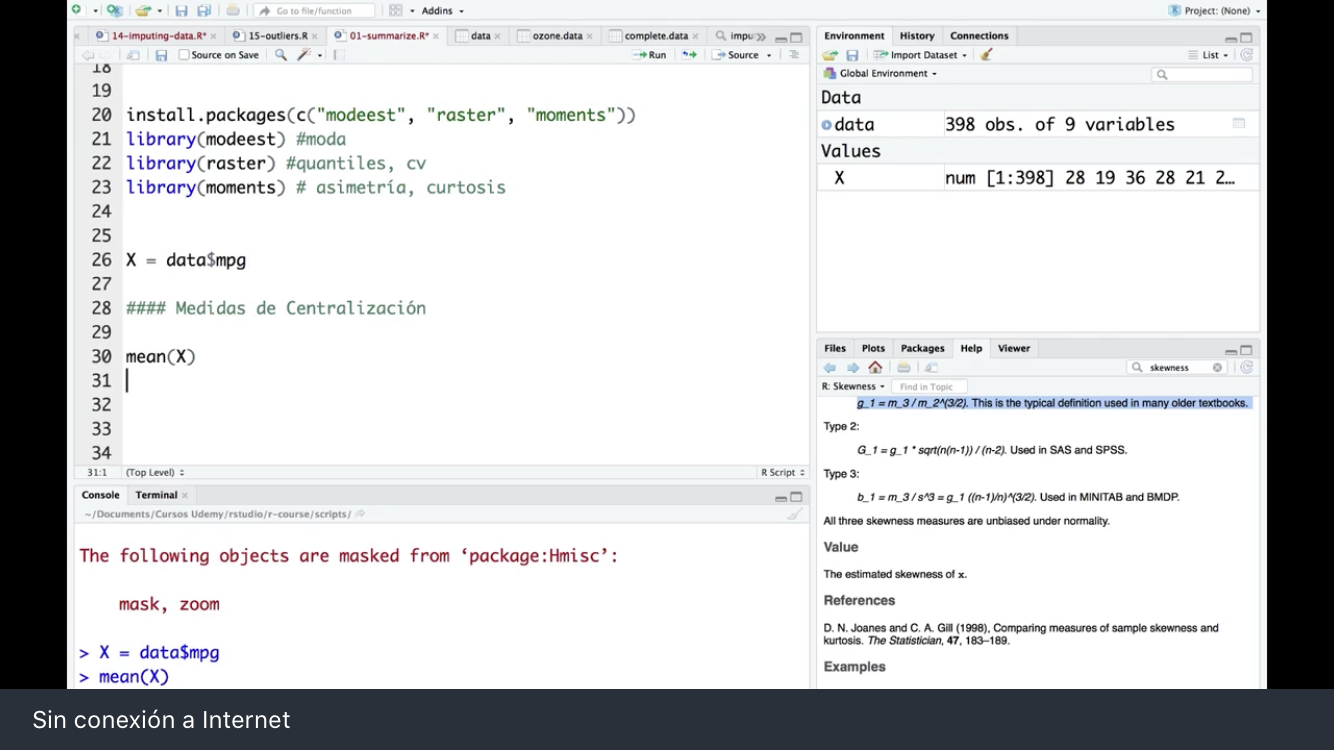 Go to file/function
Addins
Project: (None)
14-imputing-data.R*
15-outliers.R
01-summarize.R*
data
ozone.data
complete.data
impu
Source on Save
Run
Source
18
19
20 install.packages(c("modeest", "raster", "moments"))
21 library(modeest) #moda
22 library(raster) #quantiles, cv
23 library(moments) # asimetría, curtosis
24
25
26 X = data$mpg
27
28 #### Medidas de Centralización
29
30 mean(X)
31
32
33
34
31:1 (Top Level) R Script
Console Terminal
~/Documents/Cursos Udemy/rstudio/r-course/scripts/
The following objects are masked from ‘package:Hmisc’:
mask, zoom
> X = data$mpg
> mean(X)
Environment History Connections
Import Dataset List
Global Environment
Data
data 398 obs. of 9 variables
Values
X num [1:398] 28 19 36 28 21 2…
Files Plots Packages Help Viewer
skewness
R: Skewness Find in Topic
g_1 = m_3 / m_2^(3/2). This is the typical definition used in many older textbooks.
Type 2:
G_1 = g_1 * sqrt(n(n-1)) / (n-2). Used in SAS and SPSS.
Type 3:
b_1 = m_3 / s^3 = g_1 ((n-1)/n)^(3/2). Used in MINITAB and BMDP.
All three skewness measures are unbiased under normality.
Value
The estimated skewness of x.
References
D. N. Joanes and C. A. Gill (1998), Comparing measures of sample skewness and
kurtosis. The Statistician, 47, 183–189.
Examples
Sin conexión a Internet